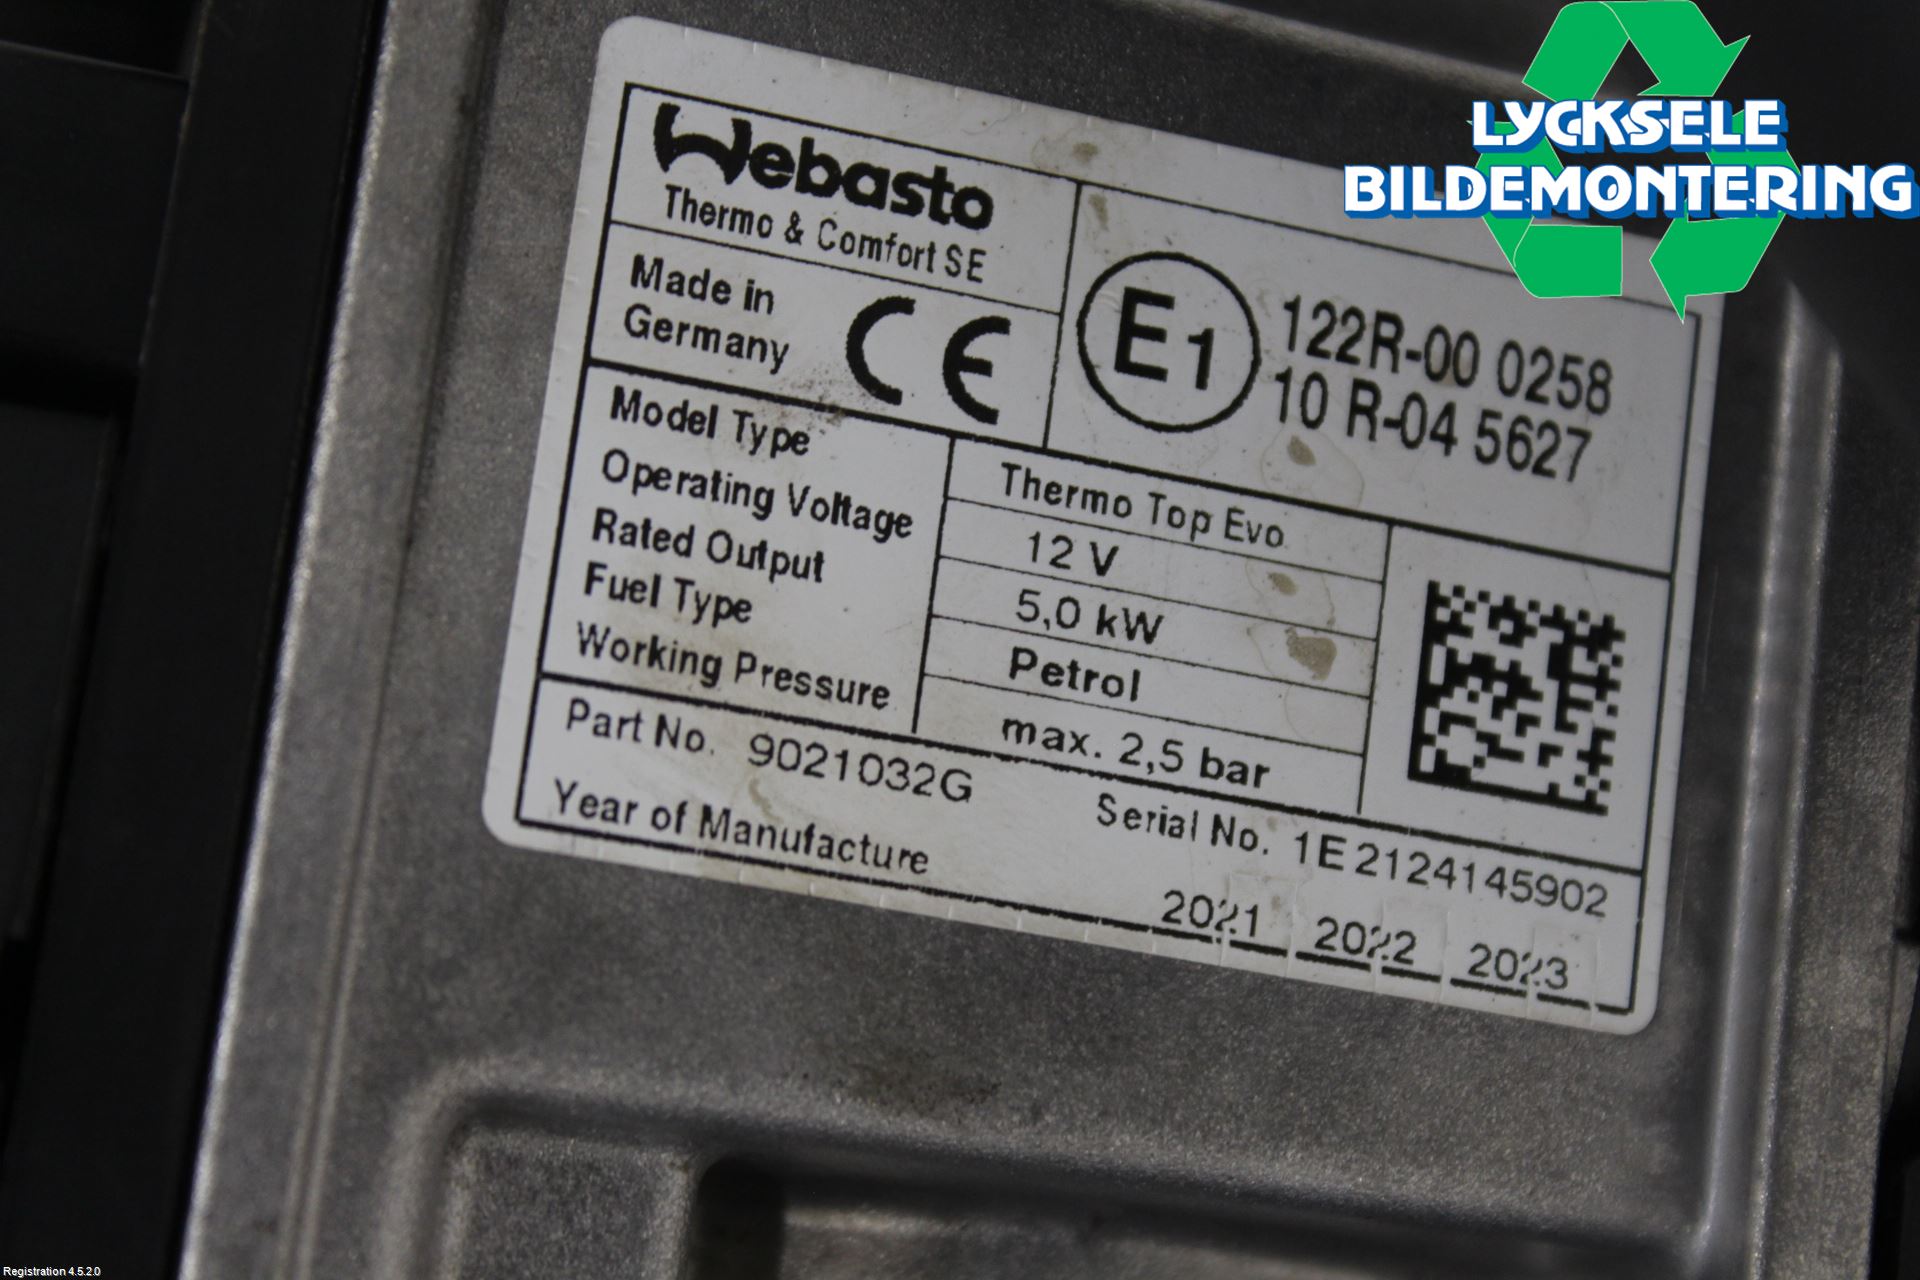 LYCKSELE
BILDEMONTERING
Webasto
Thermo & Comfort SE
Made in
Germany
CE
E1
122R-00 0258
10 R-04 5627
Model Type Thermo Top Evo
Operating Voltage 12 V
Rated Output 5,0 kW
Fuel Type Petrol
Working Pressure max. 2,5 bar
Part No. 9021032G Serial No. 1E2124145902
Year of Manufacture 2021 2022 2023
Registration 4.5.2.0